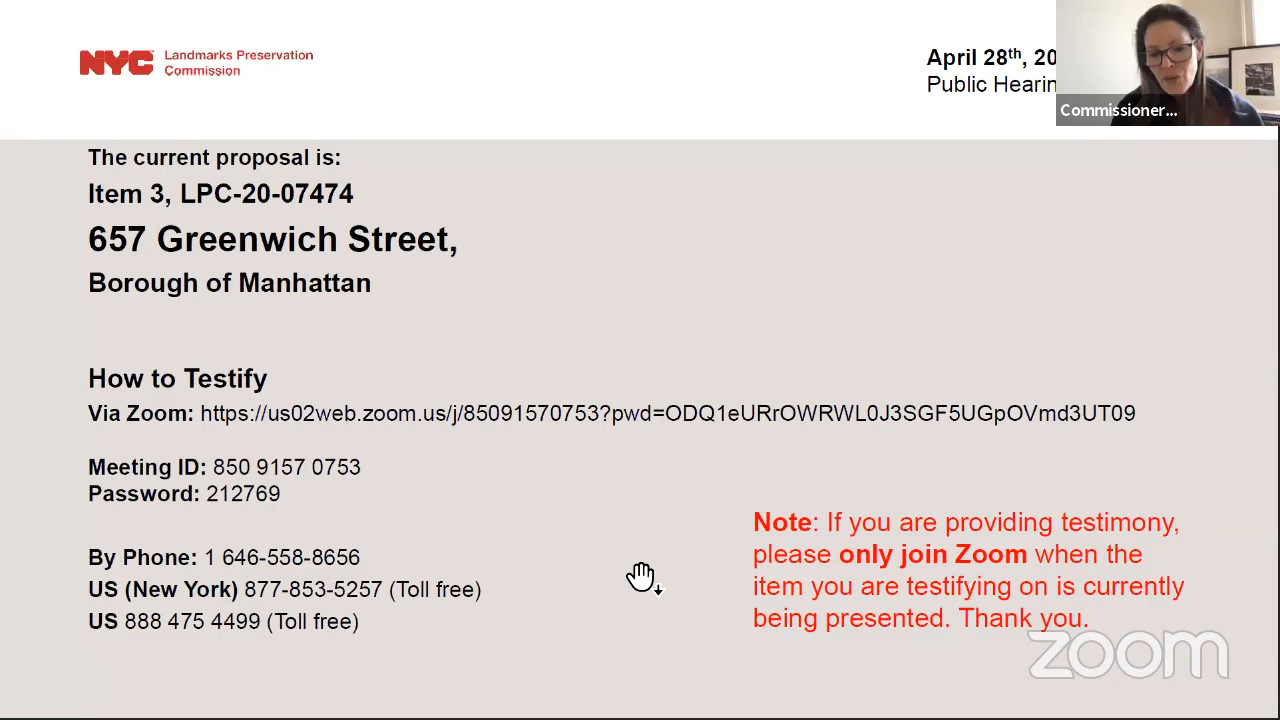 NYC Landmarks Preservation
Commission
April 28th, 20
Public Hearin
Commissioner...
The current proposal is:
Item 3, LPC-20-07474
657 Greenwich Street,
Borough of Manhattan
How to Testify
Via Zoom: https://us02web.zoom.us/j/85091570753?pwd=ODQ1eURrOWRWL0J3SGF5UGpOVmd3UT09
Meeting ID: 850 9157 0753
Password: 212769
By Phone: 1 646-558-8656
US (New York) 877-853-5257 (Toll free)
US 888 475 4499 (Toll free)
Note: If you are providing testimony,
please only join Zoom when the
item you are testifying on is currently
being presented. Thank you.
zoom